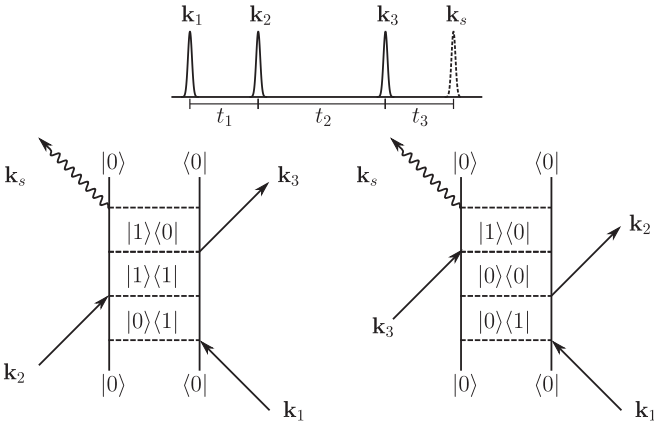 k₁ k₂ k₃ kₛ
t₁ t₂ t₃
|0⟩ ⟨0| |0⟩ ⟨0|
kₛ k₃ kₛ
|1⟩⟨0| |1⟩⟨0| k₂
|1⟩⟨1| |0⟩⟨0|
|0⟩⟨1| |0⟩⟨1| k₃
k₂ |0⟩ ⟨0| |0⟩ ⟨0|
k₁ k₁